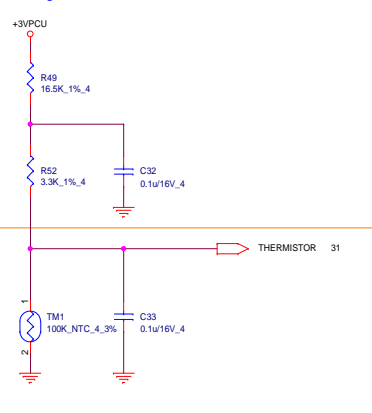 +3VPCU
R49
16.5K_1%_4
R52
3.3K_1%_4
C32
0.1u/16V_4
THERMISTOR 31
1
TM1
100K_NTC_4_3%
C33
0.1u/16V_4
2